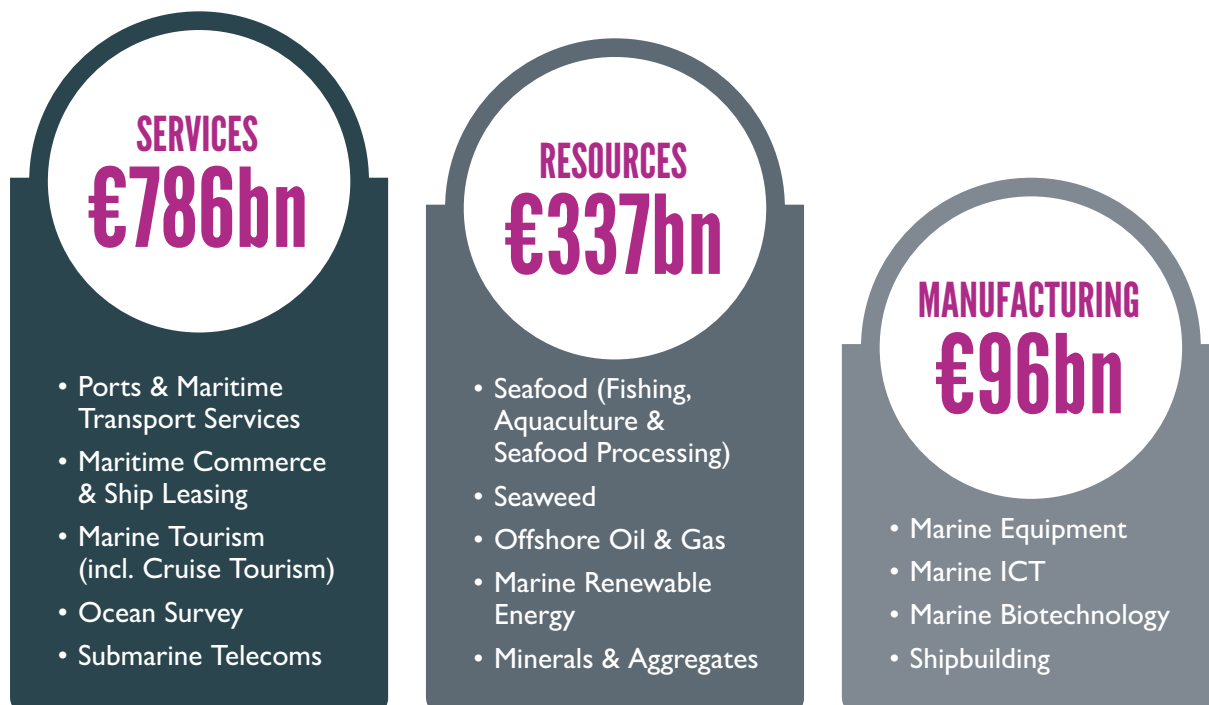 SERVICES
€786bn
• Ports & Maritime
Transport Services
• Maritime Commerce
& Ship Leasing
• Marine Tourism
(incl. Cruise Tourism)
• Ocean Survey
• Submarine Telecoms
RESOURCES
€337bn
• Seafood (Fishing,
Aquaculture &
Seafood Processing)
• Seaweed
• Offshore Oil & Gas
• Marine Renewable
Energy
• Minerals & Aggregates
MANUFACTURING
€96bn
• Marine Equipment
• Marine ICT
• Marine Biotechnology
• Shipbuilding